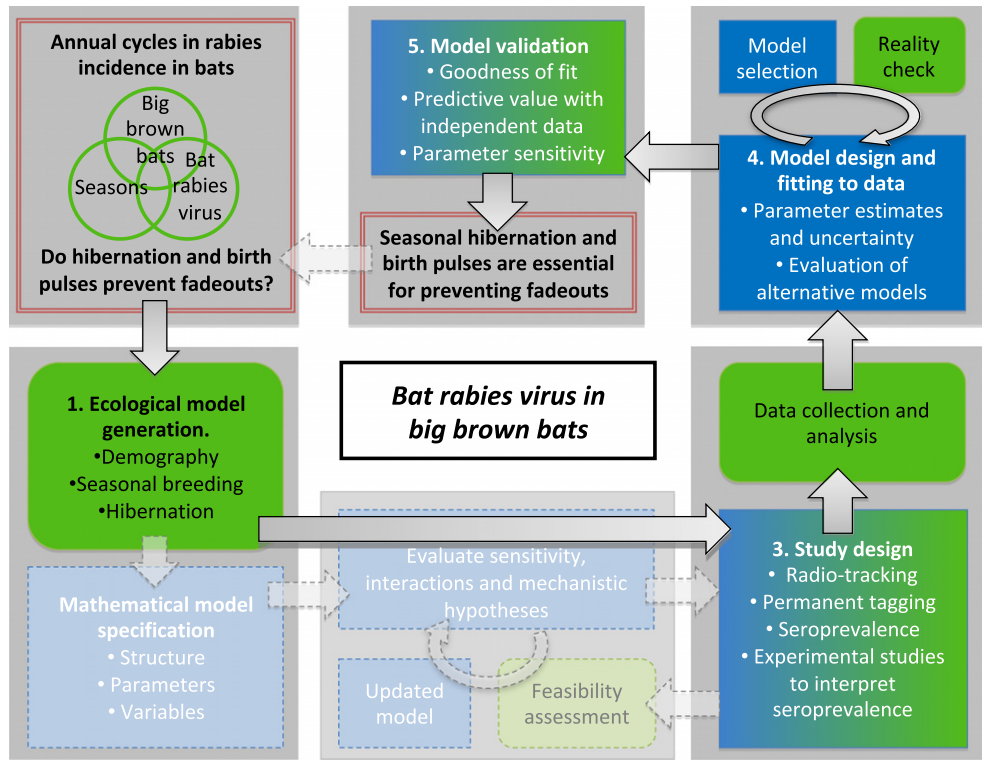 Annual cycles in rabies
incidence in bats
Big
brown
bats
Seasons
Bat
rabies
virus
Do hibernation and birth
pulses prevent fadeouts?
5. Model validation
• Goodness of fit
• Predictive value with
independent data
• Parameter sensitivity
Seasonal hibernation and
birth pulses are essential
for preventing fadeouts
Model
selection
Reality
check
4. Model design and
fitting to data
• Parameter estimates
and uncertainty
• Evaluation of
alternative models
1. Ecological model
generation.
•Demography
•Seasonal breeding
•Hibernation
Bat rabies virus in
big brown bats
Data collection and
analysis
Mathematical model
specification
• Structure
• Parameters
• Variables
Evaluate sensitivity,
interactions and mechanistic
hypotheses
Updated
model
Feasibility
assessment
3. Study design
• Radio-tracking
• Permanent tagging
• Seroprevalence
• Experimental studies
to interpret
seroprevalence